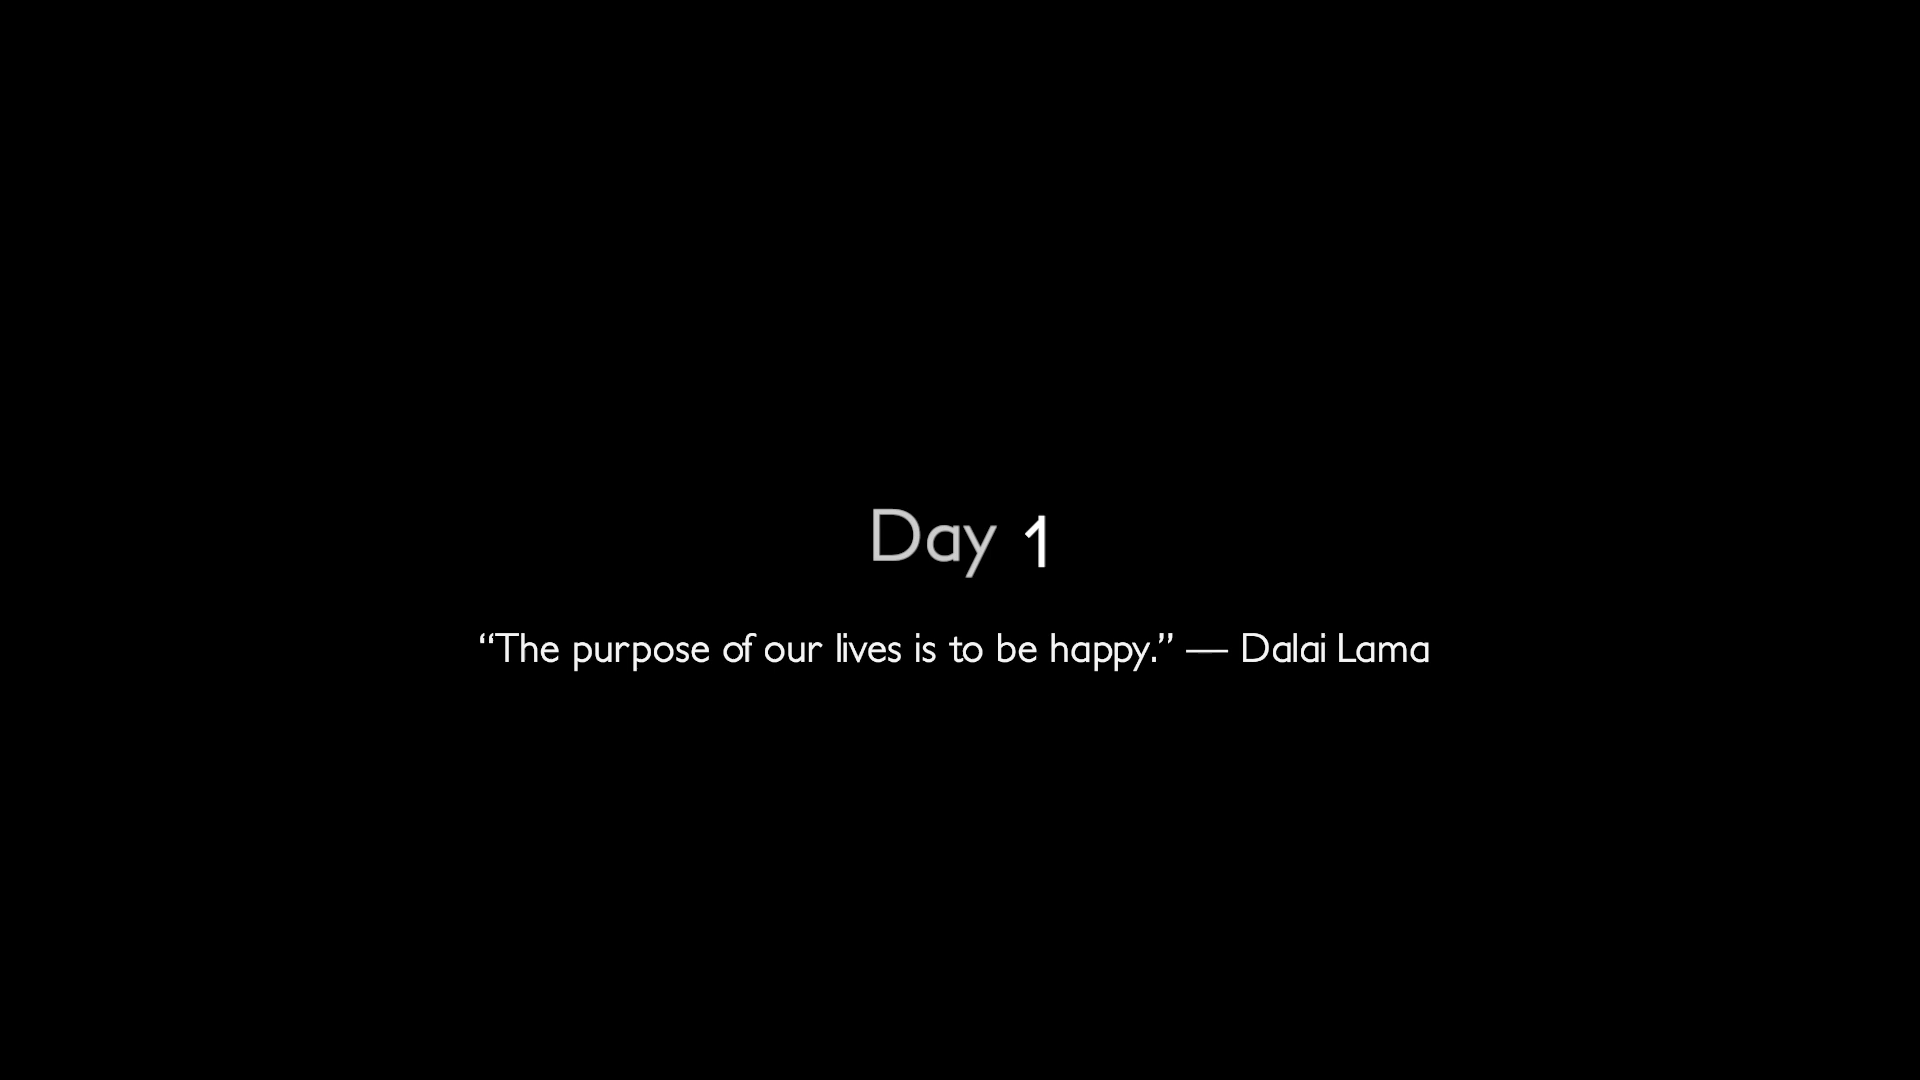 Day 1
“The purpose of our lives is to be happy.” — Dalai Lama